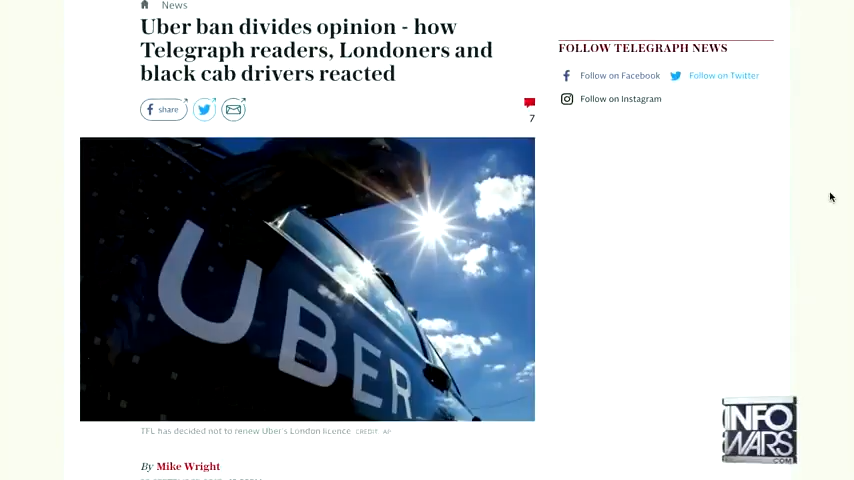 News
Uber ban divides opinion - how
Telegraph readers, Londoners and
black cab drivers reacted
share
7
FOLLOW TELEGRAPH NEWS
Follow on Facebook
Follow on Twitter
Follow on Instagram
UBER
TFL has decided not to renew Uber's London licence CREDIT: AP
By Mike Wright
INFO
WARS
.COM